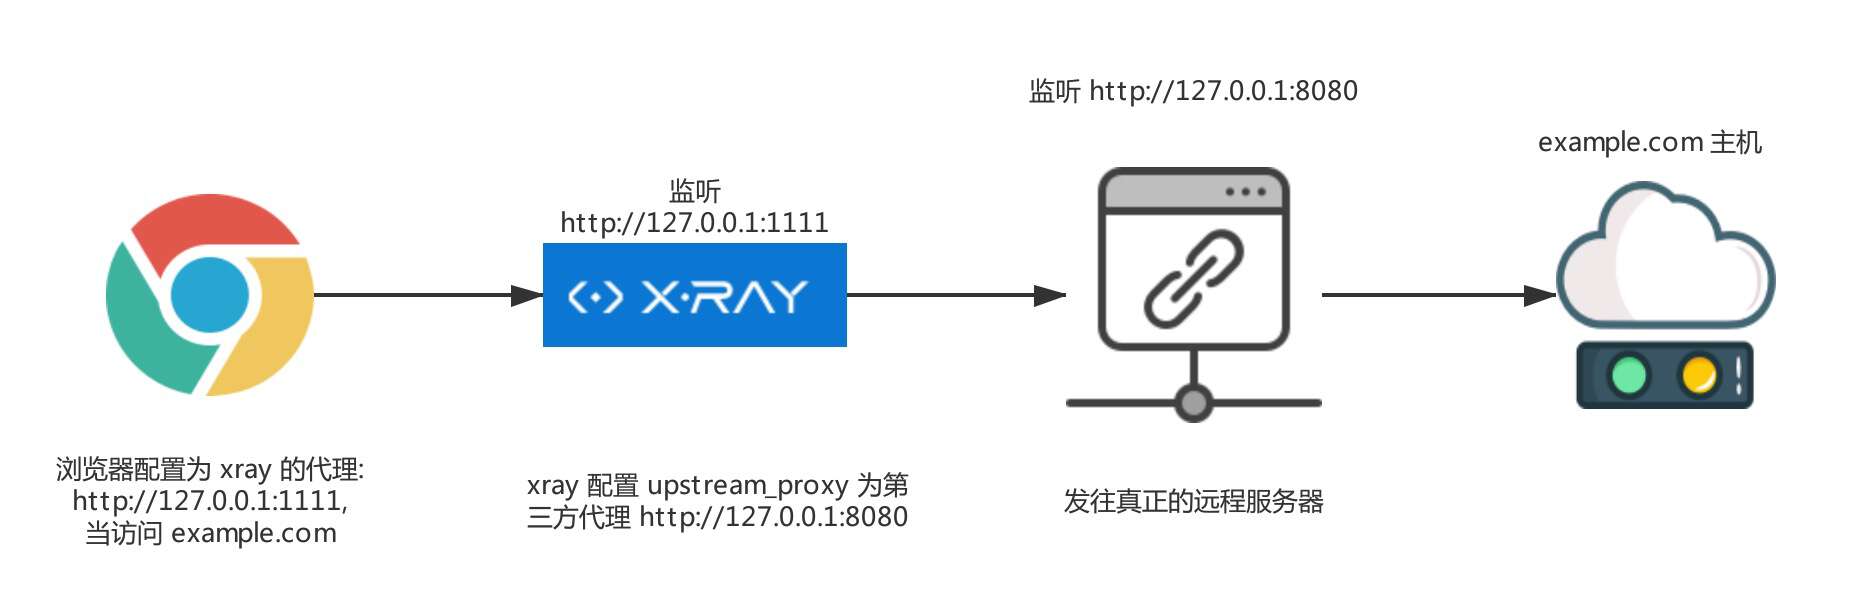 监听 http://127.0.0.1:8080
example.com 主机
监听
http://127.0.0.1:1111
X-RAY
浏览器配置为 xray 的代理:
http://127.0.0.1:1111,
当访问 example.com
xray 配置 upstream_proxy 为第
三方代理 http://127.0.0.1:8080
发往真正的远程服务器